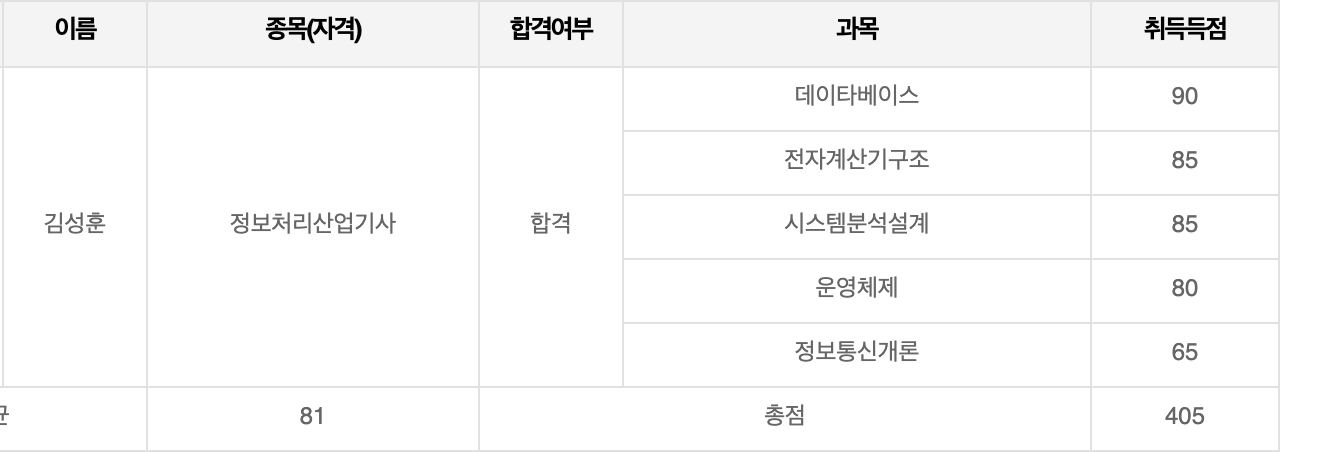 이름 종목(자격) 합격여부 과목 취득득점
데이타베이스 90
전자계산기구조 85
김성훈 정보처리산업기사 합격 시스템분석설계 85
운영체제 80
정보통신개론 65
81 총점 405